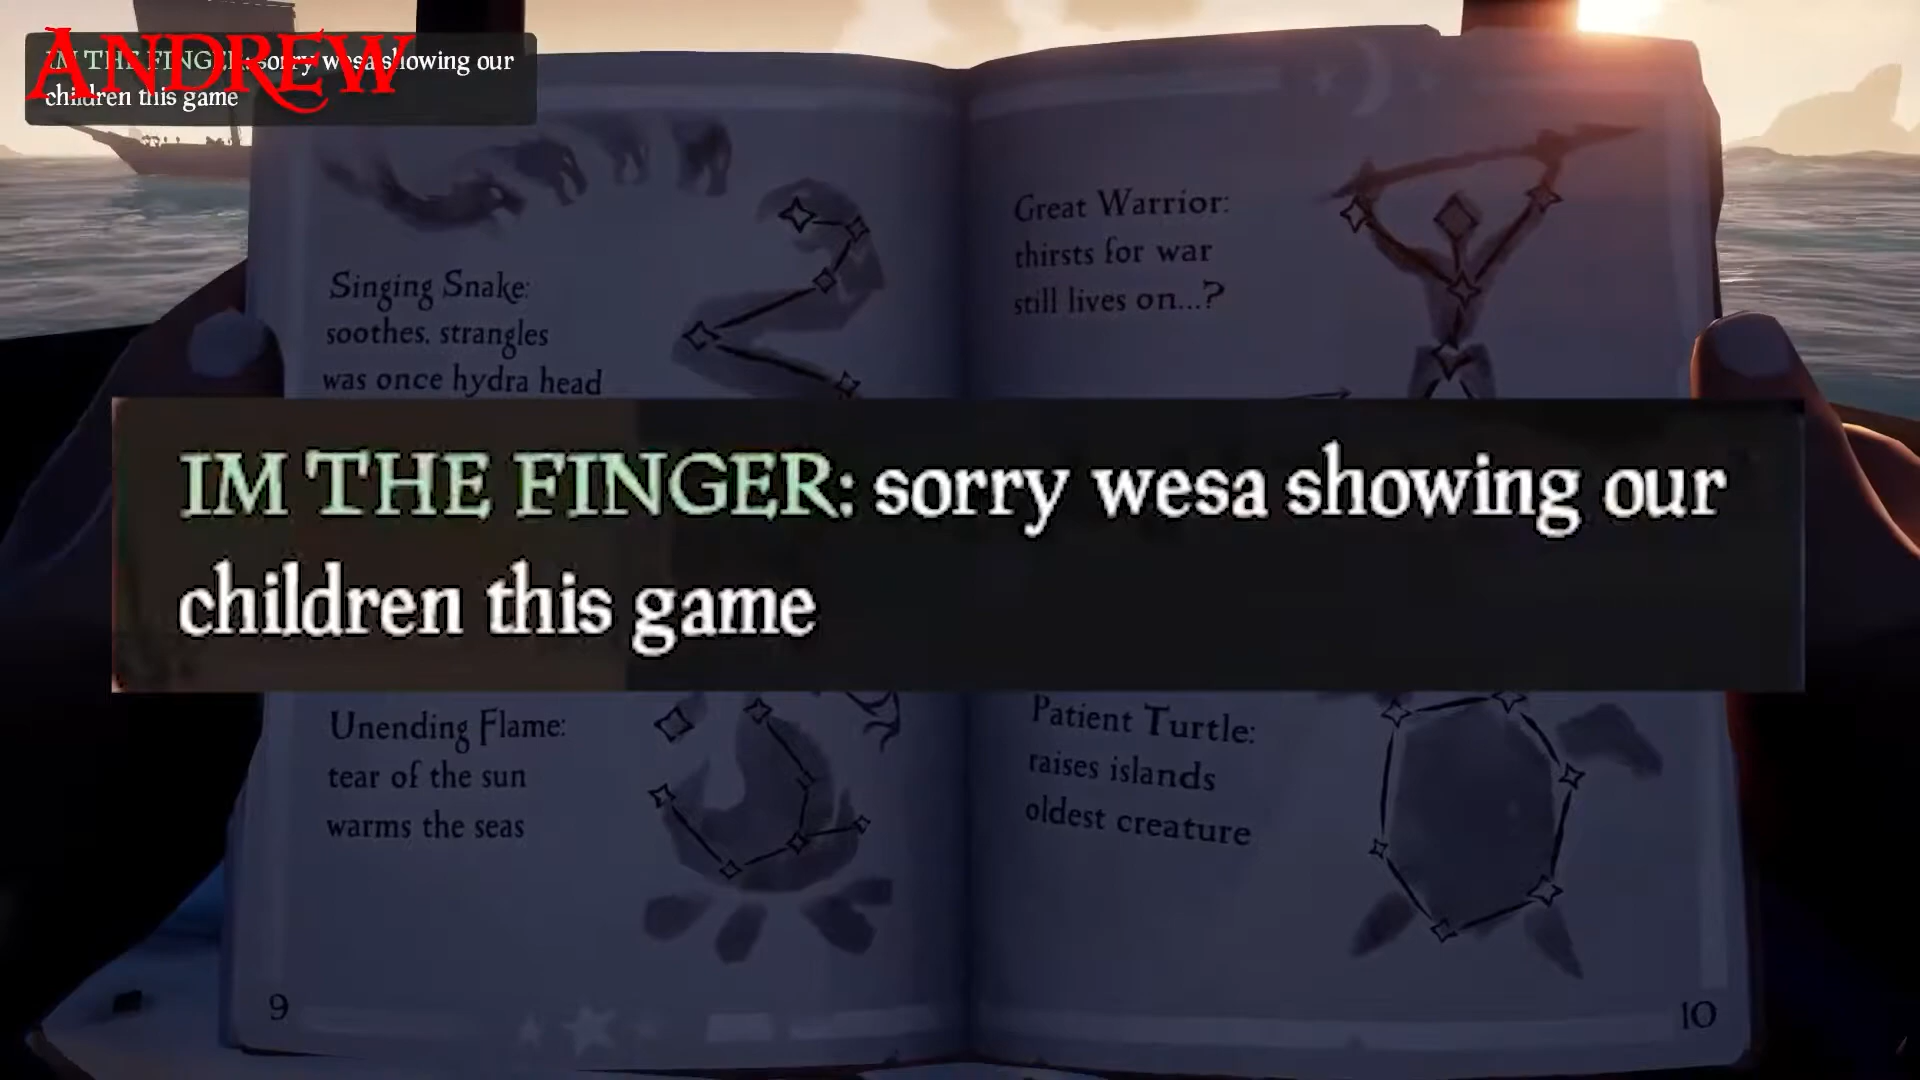 ANDREW
IM THE FINGER: sorry wesa showing our
children this game
Singing Snake:
soothes, strangles
was once hydra head
Great Warrior:
thirsts for war
still lives on...?
IM THE FINGER: sorry wesa showing our
children this game
Unending Flame:
tear of the sun
warms the seas
Patient Turtle:
raises islands
oldest creature
9
10